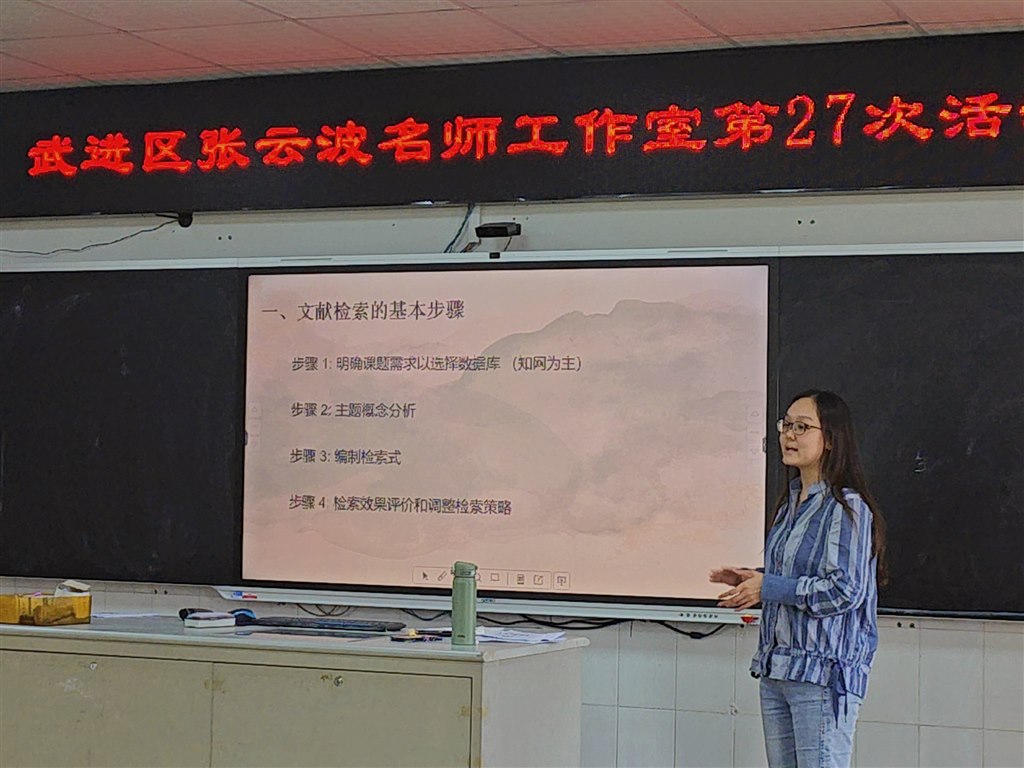 武进区张云波名师工作室第27次活
一、文献检索的基本步骤
步骤 1: 明确课题需求以选择数据库 （知网为主）
步骤 2: 主题概念分析
步骤 3: 编制检索式
步骤 4: 检索效果评价和调整检索策略